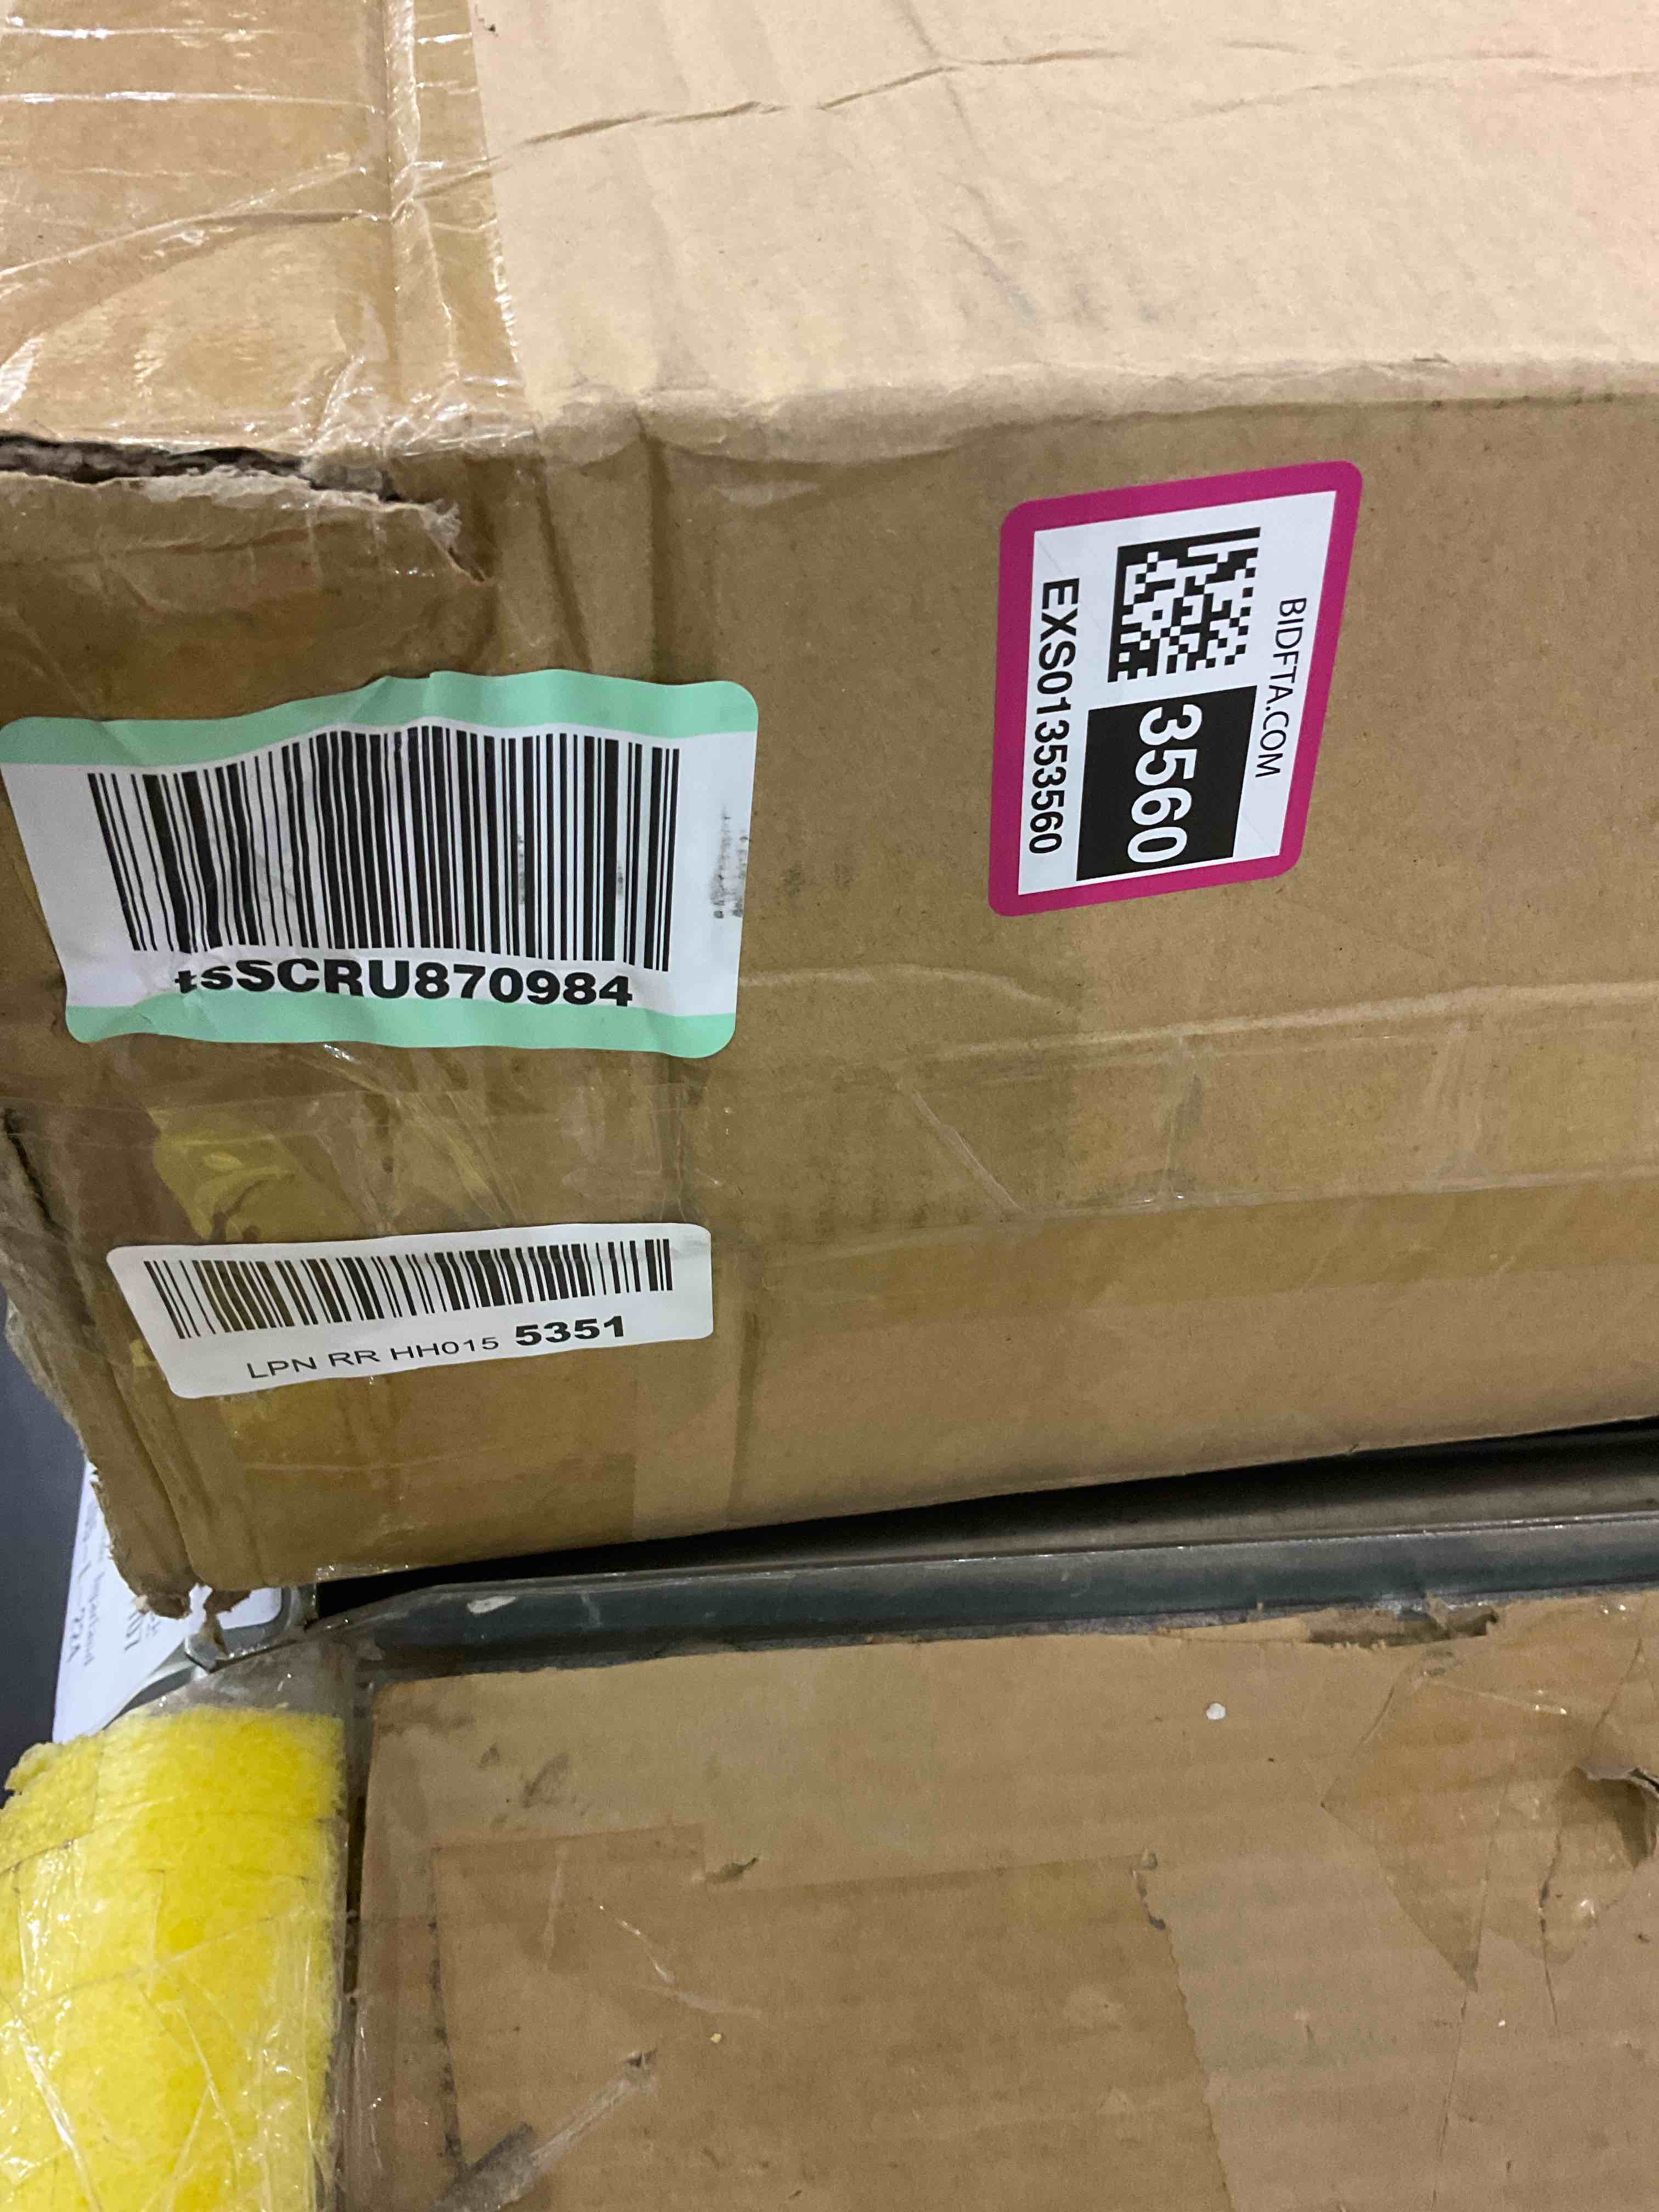 BIDFTA.COM
3560
EXS01353560
tsSCRU870984
LPN RR HH015 5351